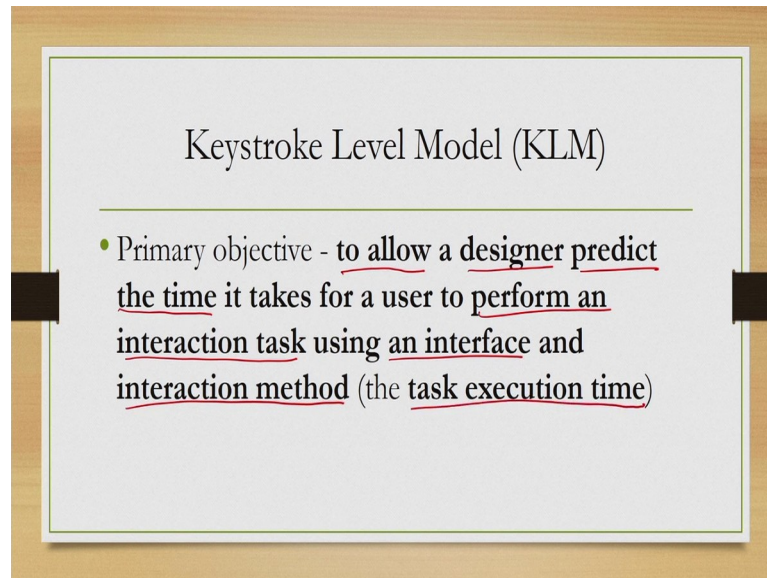 Keystroke Level Model (KLM)
• Primary objective - to allow a designer predict
the time it takes for a user to perform an
interaction task using an interface and
interaction method (the task execution time)